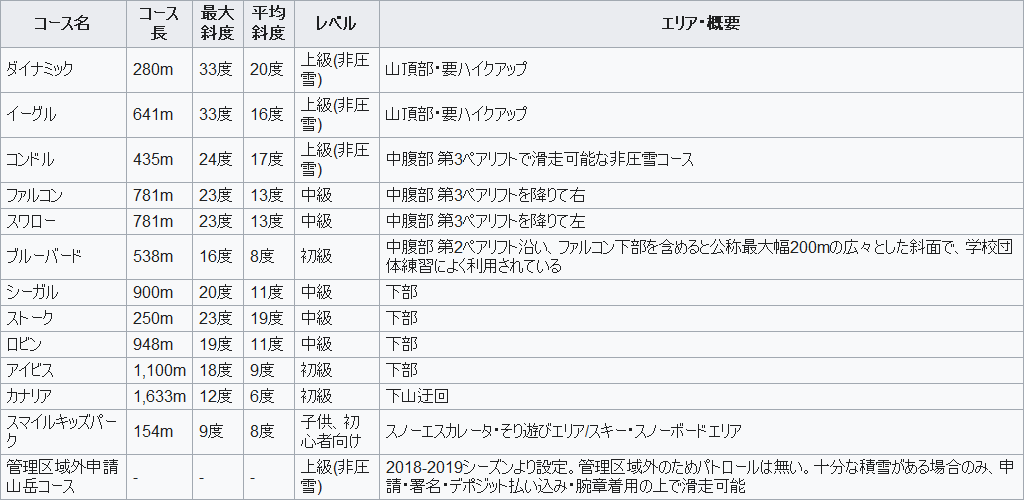 コース名 コース長 最大斜度 平均斜度 レベル エリア・概要
ダイナミック 280m 33度 20度 上級(非圧雪) 山頂部・要ハイクアップ
イーグル 641m 33度 16度 上級(非圧雪) 山頂部・要ハイクアップ
コンドル 435m 24度 17度 上級(非圧雪) 中腹部 第3ペアリフトで滑走可能な非圧雪コース
ファルコン 781m 23度 13度 中級 中腹部 第3ペアリフトを降りて右
スワロー 781m 23度 13度 中級 中腹部 第3ペアリフトを降りて左
ブルーバード 538m 16度 8度 初級 中腹部 第2ペアリフト沿い、ファルコン下部を含めると公称最大幅200mの広々とした斜面で、学校団体練習によく利用されている
シーガル 900m 20度 11度 中級 下部
ストーク 250m 23度 19度 中級 下部
ロビン 948m 19度 11度 中級 下部
アイビス 1,100m 18度 9度 初級 下部
カナリア 1,633m 12度 6度 初級 下山迂回
スマイルキッズパーク 154m 9度 8度 子供、初心者向け スノーエスカレータ・そり遊びエリア/スキー・スノーボードエリア
管理区域外申請山岳コース - - - 上級(非圧雪) 2018-2019シーズンより設定。管理区域外のためパトロールは無い。十分な積雪がある場合のみ、申請・署名・デポジット払い込み・腕章着用の上で滑走可能